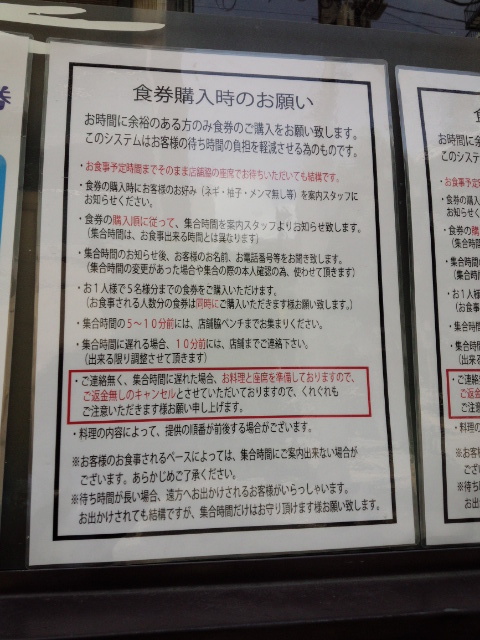 食券購入時のお願い
お時間に余裕のある方のみ食券のご購入をお願い致します。
このシステムはお客様の待ち時間の負担を軽減させる為のものです。
・お食事予定時間までそのまま店舗脇の座席でお待ちいただいても結構です。
・食券の購入時にお客様のお好み（ネギ・柚子・メンマ無し等）を案内スタッフに
お知らせください。
・食券の購入順に従って、集合時間を案内スタッフよりお知らせ致します。
（集合時間は、お食事出来る時間とは異なります）
・集合時間のお知らせ後、お客様のお名前、お電話番号等をお聞き致します。
（集合時間の変更があった場合や集合の際の本人確認の為、使わせて頂きます）
・お１人様で５名様分までの食券をご購入いただけます。
（お食事される人数分の食券は同時にご購入いただきます様お願い致します。）
・集合時間の５～１０分前には、店舗脇ベンチまでお集まりください。
・集合時間に遅れる場合、１０分前には、店舗までご連絡下さい。
（出来る限り調整させて頂きます）
・ご連絡無く、集合時間に遅れた場合、お料理と座席を準備しておりますので、
ご返金無しのキャンセルとさせていただいておりますので、くれぐれも
ご注意いただきます様お願い申し上げます。
・料理の内容によって、提供の順番が前後する場合がございます。
※お客様のお食事されるペースによっては、集合時間にご案内出来ない場合が
ございます。あらかじめご了承ください。
※待ち時間が長い場合、遠方へお出かけされるお客様がいらっしゃいます。
お出かけされても結構ですが、集合時間だけはお守り頂けます様お願い致します。